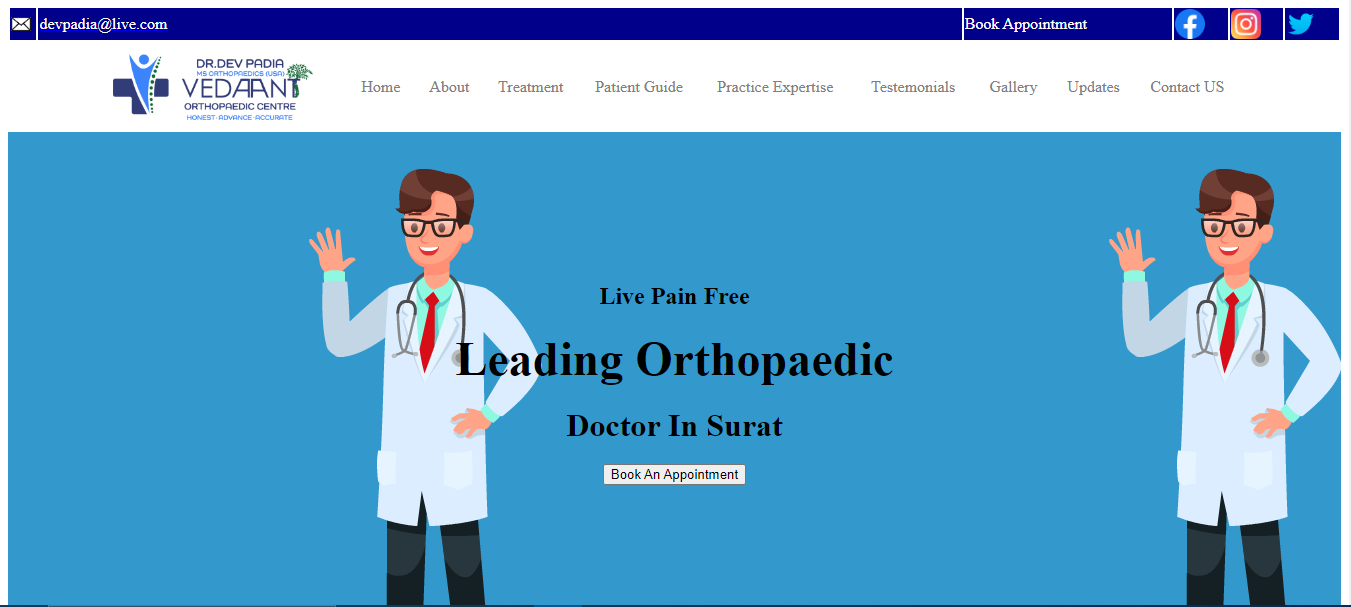 devpadia@live.com
Book Appointment
DR.DEV PADIA
MS ORTHOPAEDICS (USA)
VEDAANT
ORTHOPAEDIC CENTRE
HONEST - ADVANCE - ACCURATE
Home About Treatment Patient Guide Practice Expertise Testimonials Gallery Updates Contact US
Live Pain Free
Leading Orthopaedic
Doctor In Surat
Book An Appointment